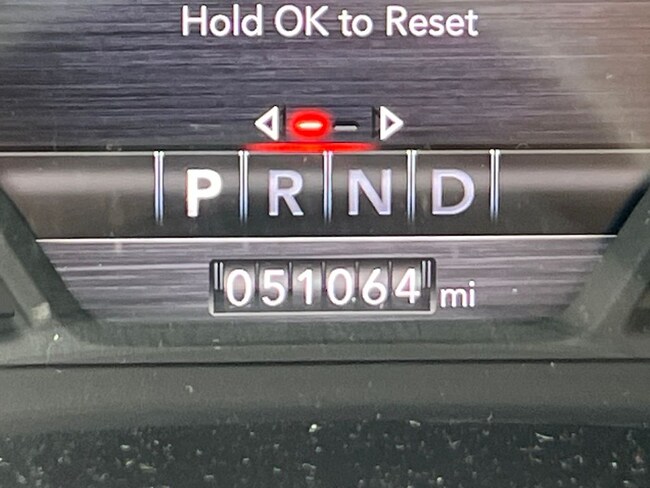 Hold OK to Reset
P R N D
051064 mi